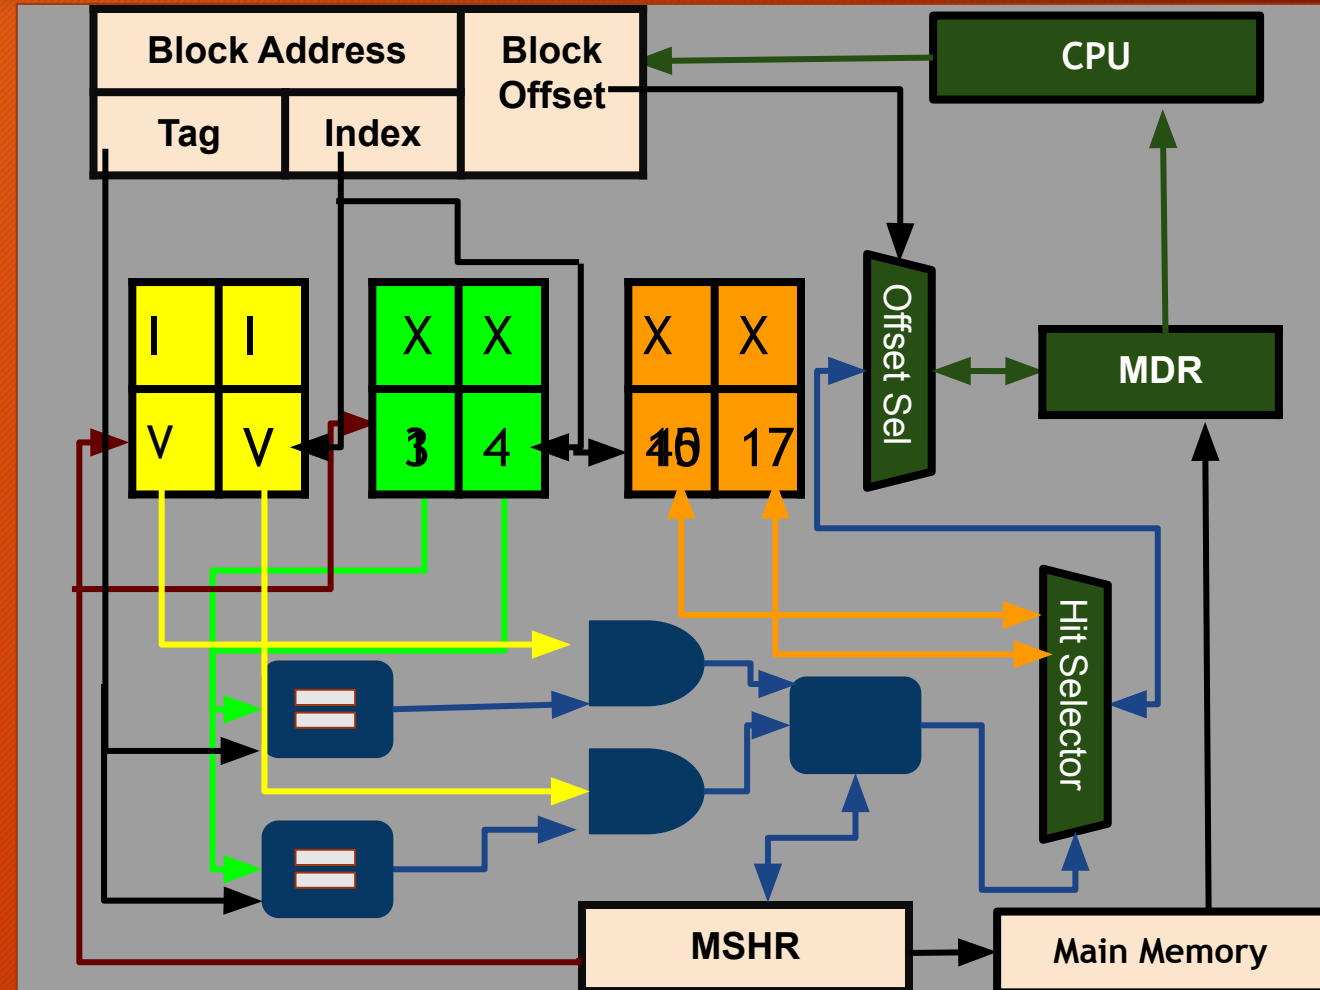 Block Address
Block
Offset
CPU
Tag
Index
I I
X X
X X
Offset Sel
MDR
V V
4
17
Hit Selector
MSHR
Main Memory